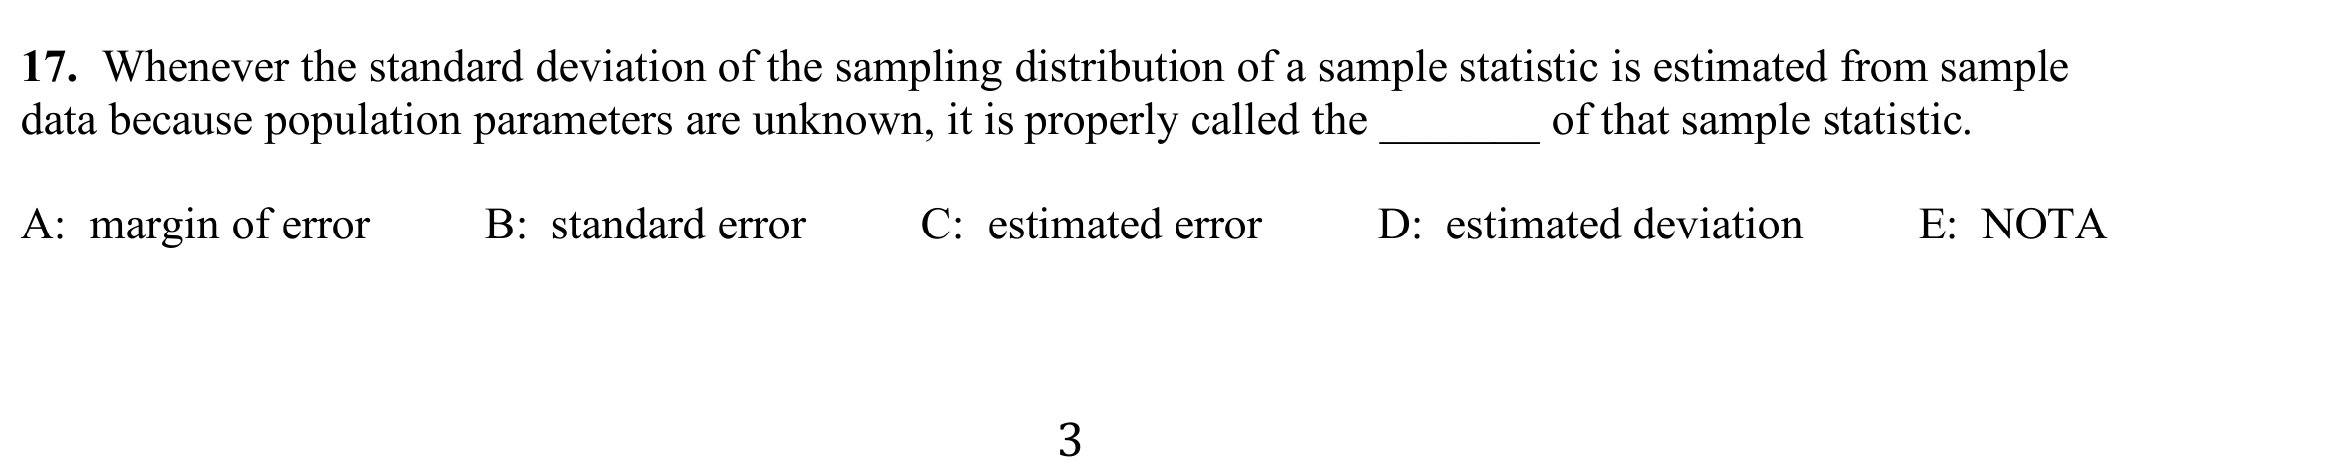 17. Whenever the standard deviation of the sampling distribution of a sample statistic is estimated from sample
data because population parameters are unknown, it is properly called the _______ of that sample statistic.
A: margin of error B: standard error C: estimated error D: estimated deviation E: NOTA
3